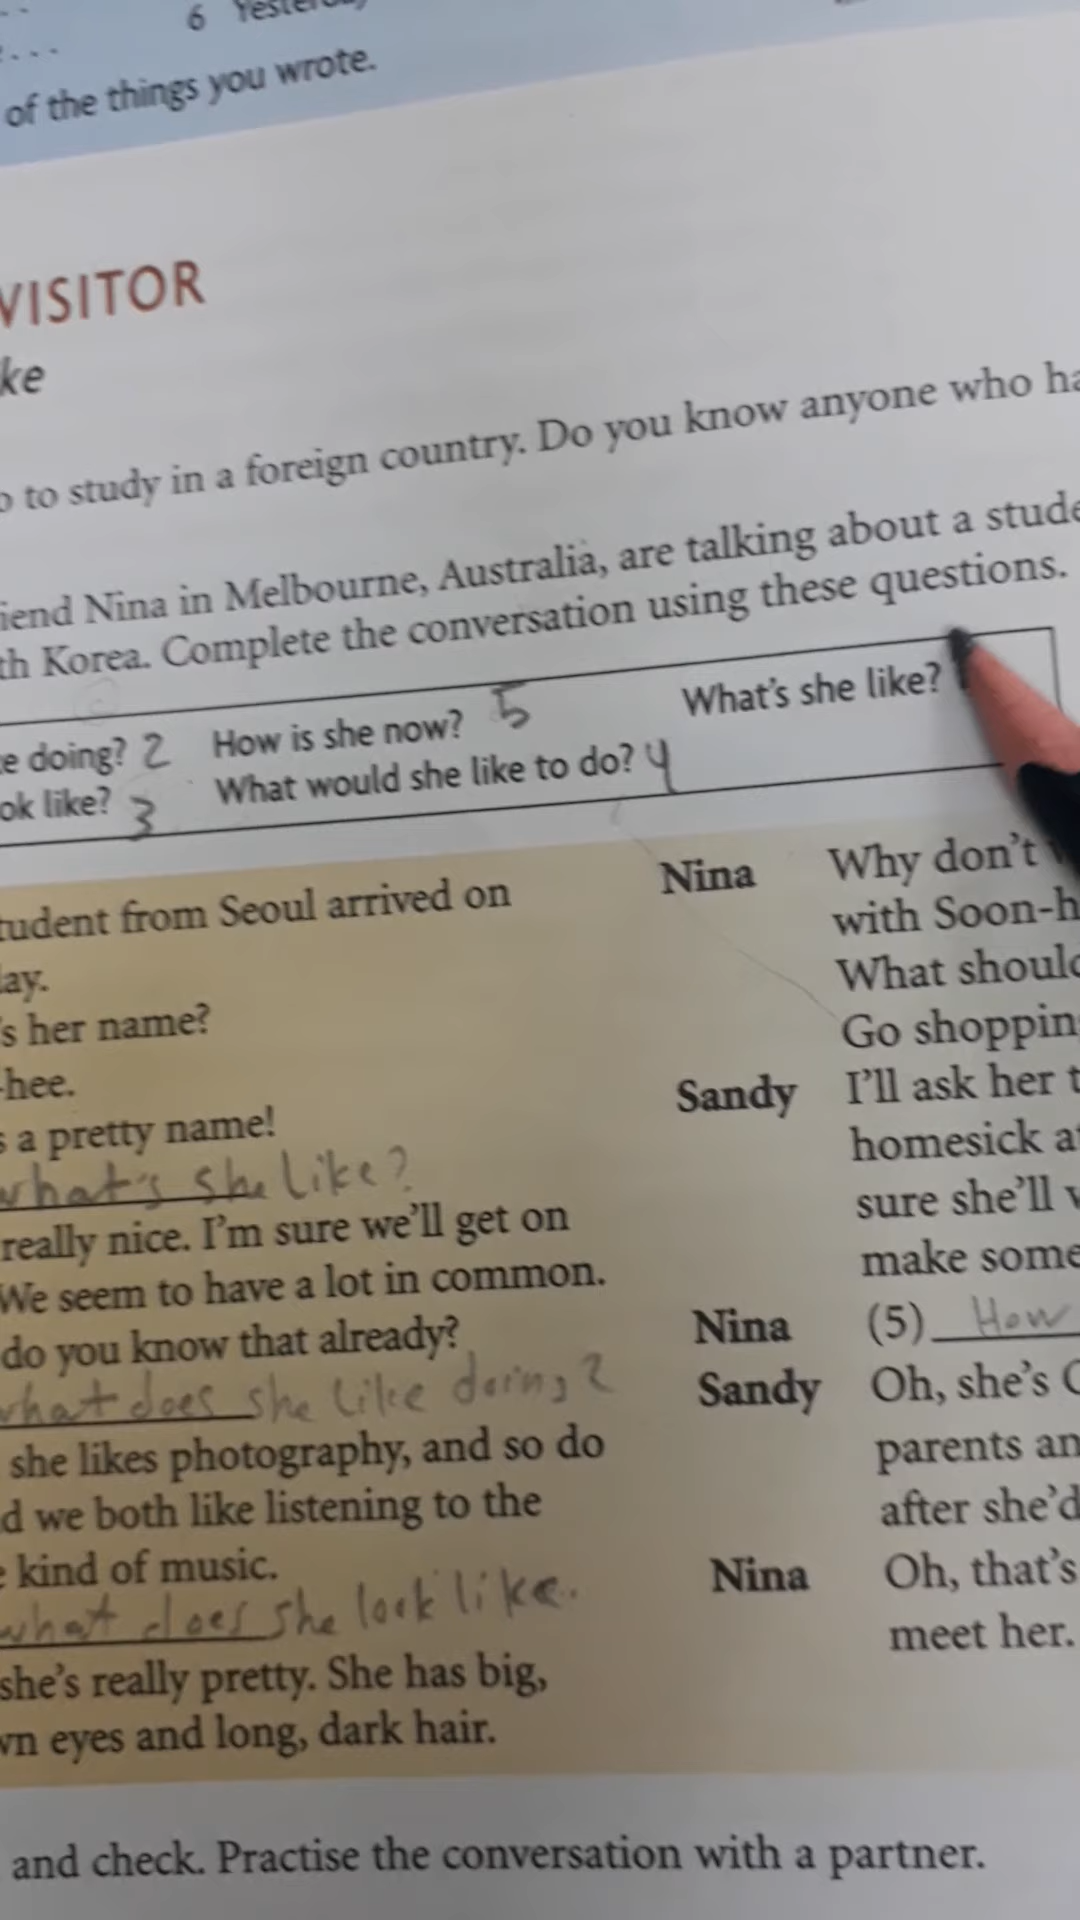 6 Yesterday
...
of the things you wrote.
VISITOR
ke
to study in a foreign country. Do you know anyone who ha
iend Nina in Melbourne, Australia, are talking about a stude
th Korea. Complete the conversation using these questions.
e doing? 2 How is she now? 5 What's she like? 1
ok like? 3 What would she like to do? 4
tudent from Seoul arrived on
lay.
's her name?
-hee.
s a pretty name!
what's she like?
really nice. I'm sure we'll get on
We seem to have a lot in common.
do you know that already?
what does she like doing?
she likes photography, and so do
d we both like listening to the
e kind of music.
what does she look like.
she's really pretty. She has big,
wn eyes and long, dark hair.
Nina Why don't
with Soon-h
What should
Go shoppin
Sandy I'll ask her t
homesick a
sure she'll
make some
Nina (5) How
Sandy Oh, she's
parents an
after she'd
Nina Oh, that's
meet her.
and check. Practise the conversation with a partner.